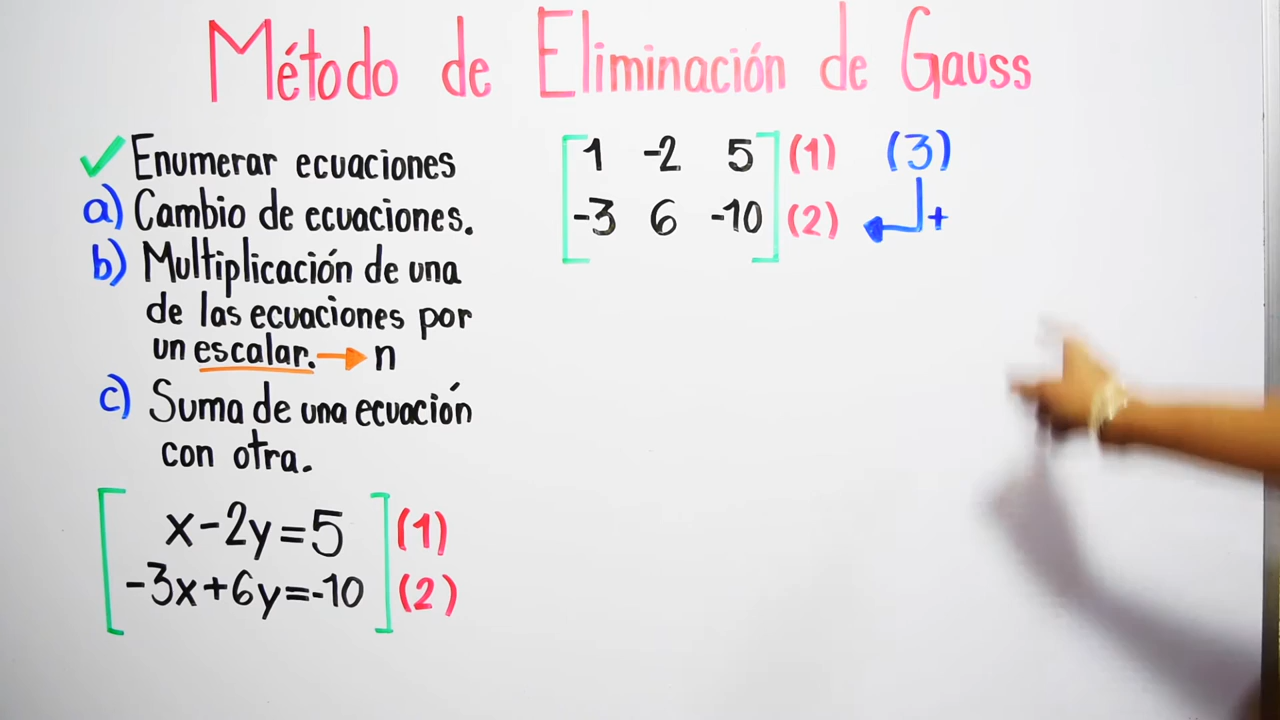 Método de Eliminación de Gauss
✓ Enumerar ecuaciones
a) Cambio de ecuaciones.
b) Multiplicación de una
de las ecuaciones por
un escalar. → n
c) Suma de una ecuación
con otra.
x-2y=5 (1)
-3x+6y=-10 (2)
1 -2 5 (1) (3)
-3 6 -10 (2) +